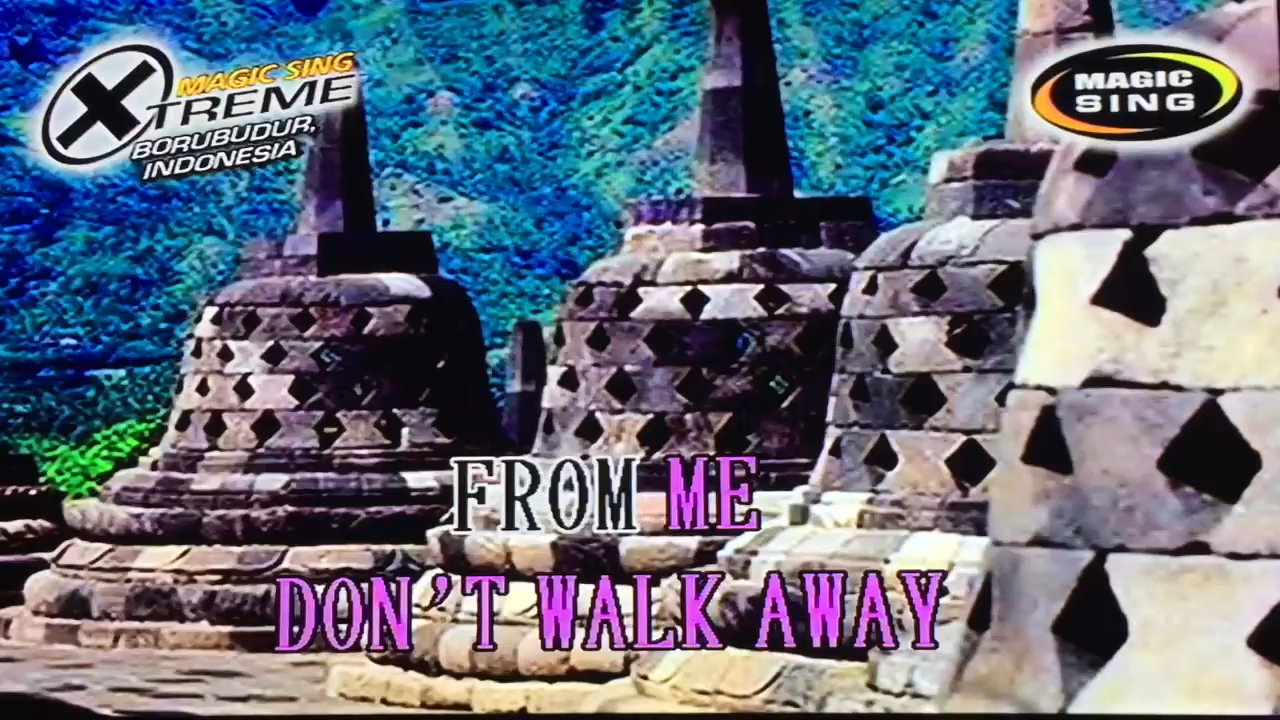 MAGIC SING
XTREME
BORUBUDUR,
INDONESIA
MAGIC
SING
FROM ME
DON'T WALK AWAY